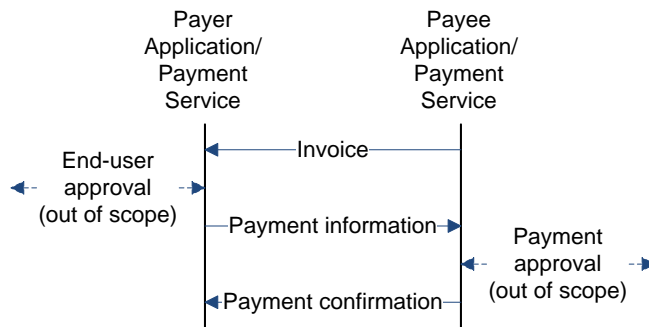 Payer
Application/
Payment
Service
Payee
Application/
Payment
Service
Invoice
End-user
approval
(out of scope)
Payment information
Payment
approval
(out of scope)
Payment confirmation